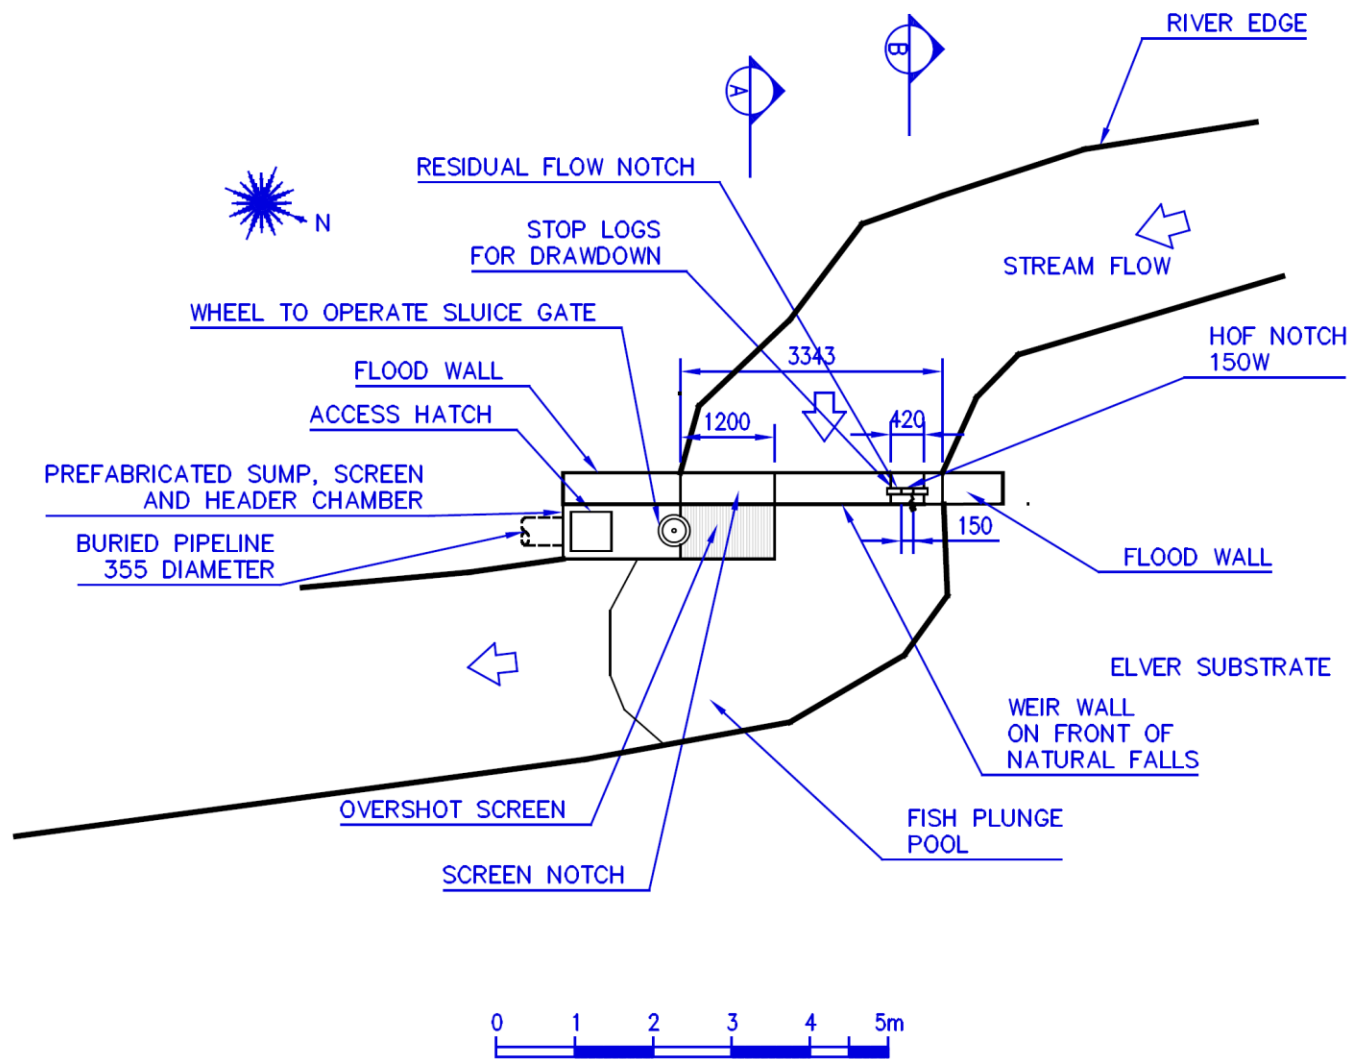 RIVER EDGE
B
A
RESIDUAL FLOW NOTCH
N
STOP LOGS
FOR DRAWDOWN
STREAM FLOW
WHEEL TO OPERATE SLUICE GATE
HOF NOTCH
150W
3343
FLOOD WALL
ACCESS HATCH
1200
420
PREFABRICATED SUMP, SCREEN
AND HEADER CHAMBER
BURIED PIPELINE
355 DIAMETER
150
FLOOD WALL
ELVER SUBSTRATE
WEIR WALL
ON FRONT OF
NATURAL FALLS
OVERSHOT SCREEN
FISH PLUNGE
POOL
SCREEN NOTCH
0 1 2 3 4 5m